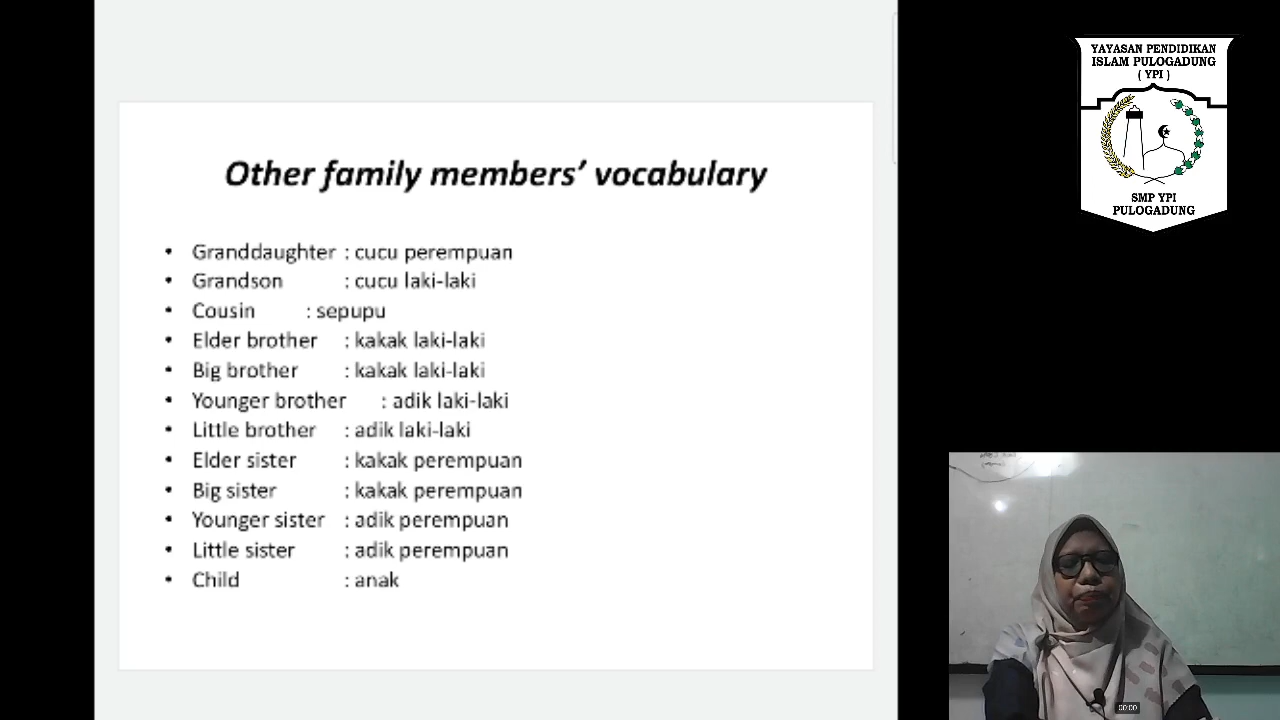 Other family members' vocabulary
• Granddaughter : cucu perempuan
• Grandson : cucu laki-laki
• Cousin : sepupu
• Elder brother : kakak laki-laki
• Big brother : kakak laki-laki
• Younger brother : adik laki-laki
• Little brother : adik laki-laki
• Elder sister : kakak perempuan
• Big sister : kakak perempuan
• Younger sister : adik perempuan
• Little sister : adik perempuan
• Child : anak
YAYASAN PENDIDIKAN
ISLAM PULOGADUNG
( YPI )
SMP YPI
PULOGADUNG
00:00